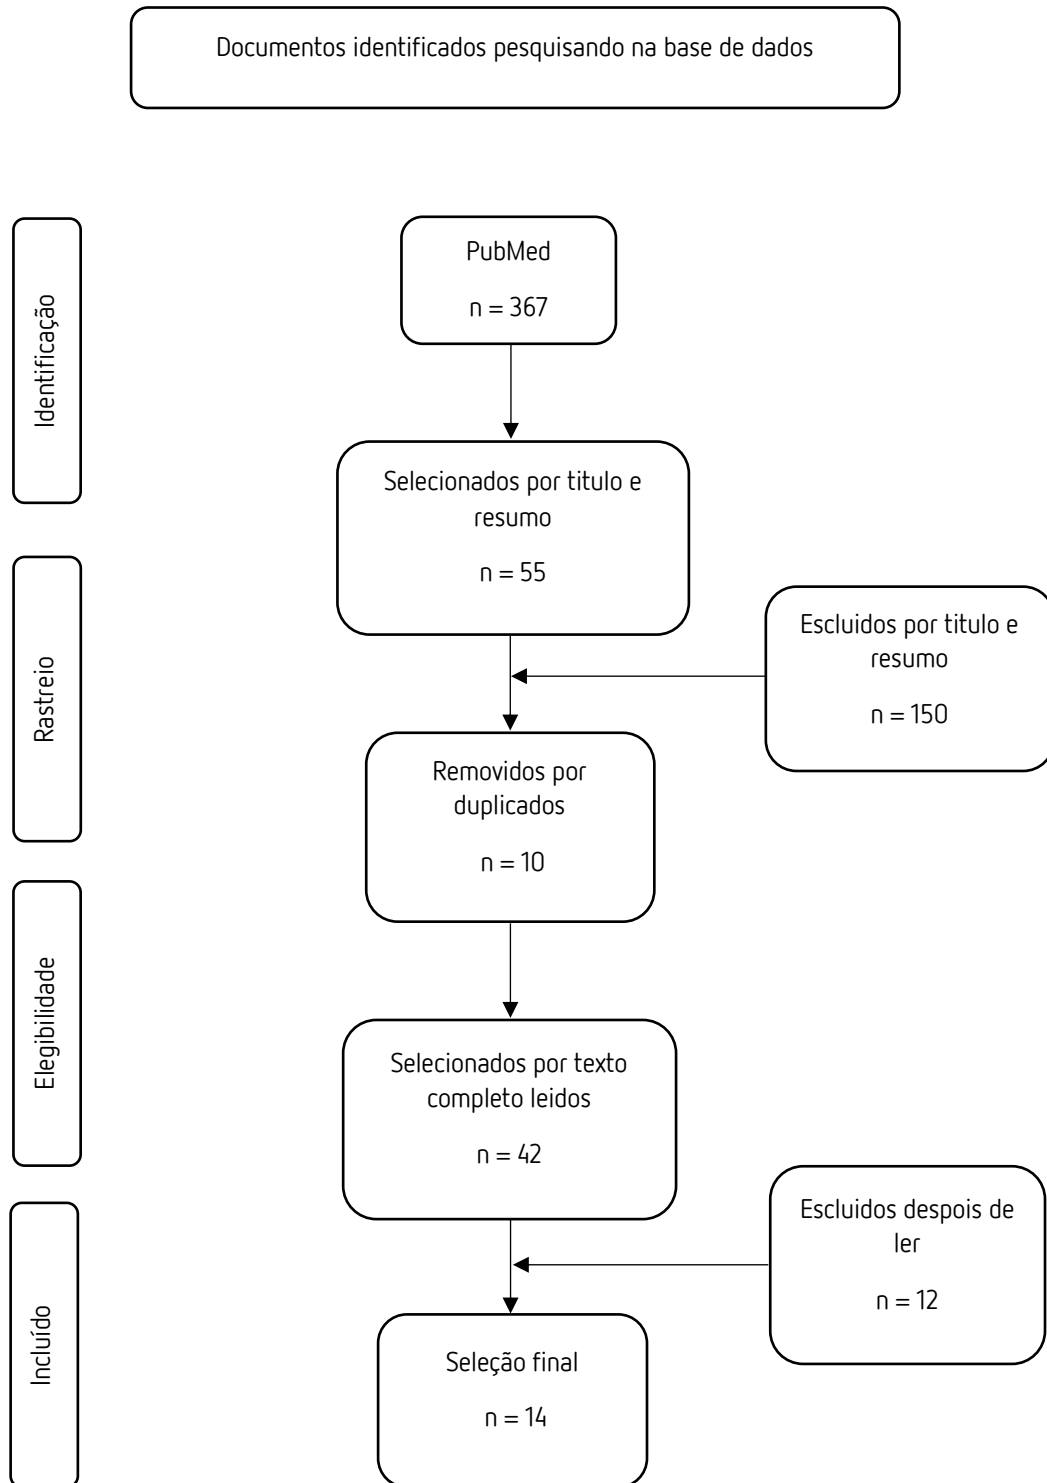 Documentos identificados pesquisando na base de dados
Identificação
PubMed
n = 367
Selecionados por titulo e
resumo
n = 55
Rastreio
Escluidos por titulo e
resumo
n = 150
Removidos por
duplicados
n = 10
Elegibilidade
Selecionados por texto
completo leidos
n = 42
Incluído
Escluidos despois de
ler
n = 12
Seleção final
n = 14